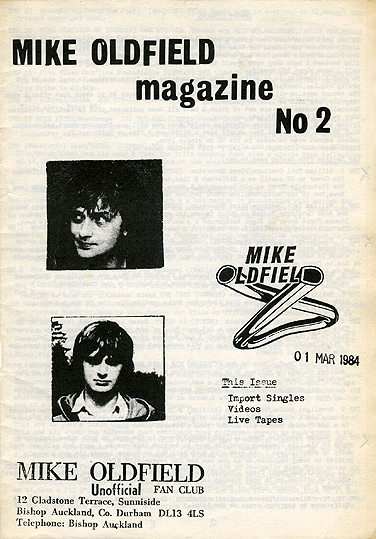 MIKE OLDFIELD
magazine
No 2
MIKE
OLDFIELD
01 MAR 1984
This Issue
Import Singles
Videos
Live Tapes
MIKE OLDFIELD
Unofficial FAN CLUB
12 Gladstone Terrace, Sunniside
Bishop Auckland, Co. Durham DL13 4LS
Telephone: Bishop Auckland